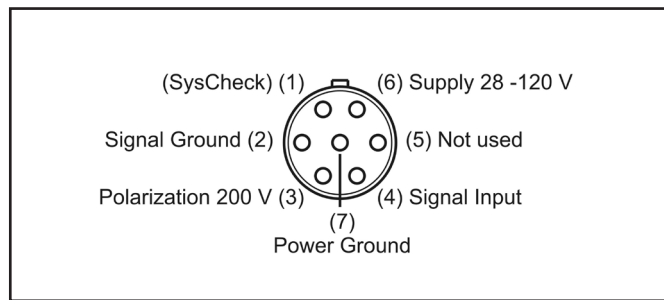 (SysCheck) (1)
(6) Supply 28 -120 V
Signal Ground (2)
(5) Not used
Polarization 200 V (3)
(4) Signal Input
(7)
Power Ground